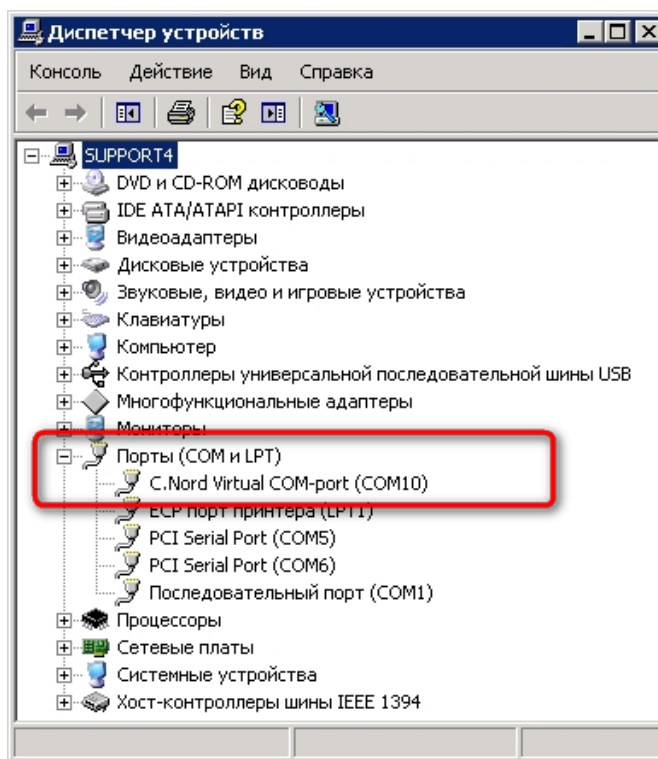 Диспетчер устройств
Консоль Действие Вид Справка
SUPPORT4
DVD и CD-ROM дисководы
IDE ATA/ATAPI контроллеры
Видеоадаптеры
Дисковые устройства
Звуковые, видео и игровые устройства
Клавиатуры
Компьютер
Контроллеры универсальной последовательной шины USB
Многофункциональные адаптеры
Мониторы
Порты (COM и LPT)
C.Nord Virtual COM-port (COM10)
ECP порт принтера (LPT1)
PCI Serial Port (COM5)
PCI Serial Port (COM6)
Последовательный порт (COM1)
Процессоры
Сетевые платы
Системные устройства
Хост-контроллеры шины IEEE 1394